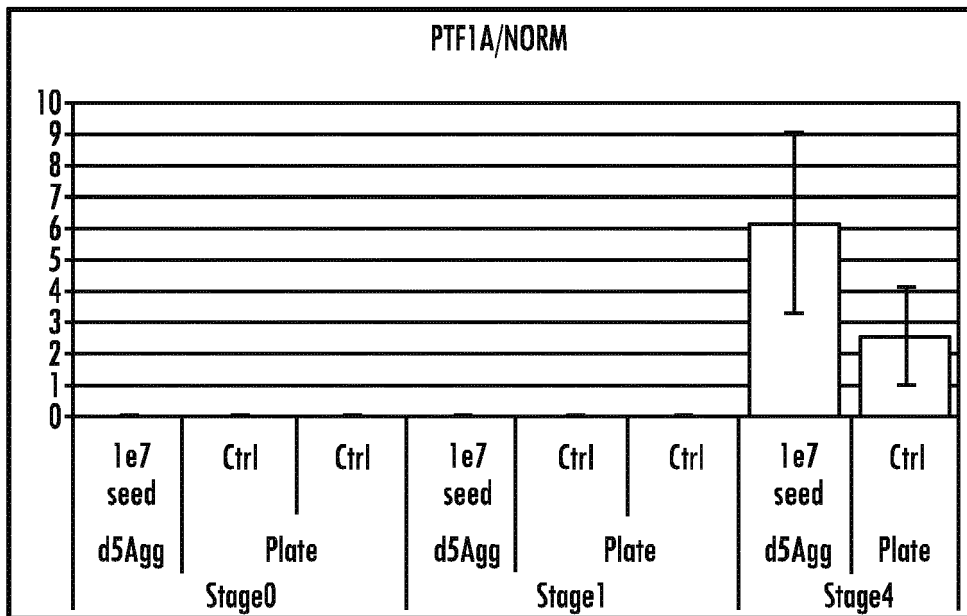 PTF1A/NORM
10
9
8
7
6
5
4
3
2
1
0
1e7 Ctrl Ctrl 1e7 Ctrl Ctrl 1e7 Ctrl
seed seed seed
d5Agg Plate d5Agg Plate d5Agg Plate
Stage0 Stage1 Stage4